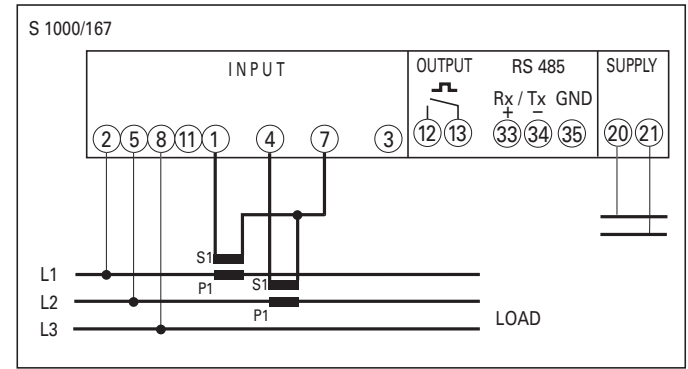 S 1000/167
INPUT OUTPUT RS 485 SUPPLY
Rx / Tx GND
+ −
2 5 8 11 1 4 7 3 12 13 33 34 35 20 21
S1
L1
P1 S1
L2
P1
L3 LOAD